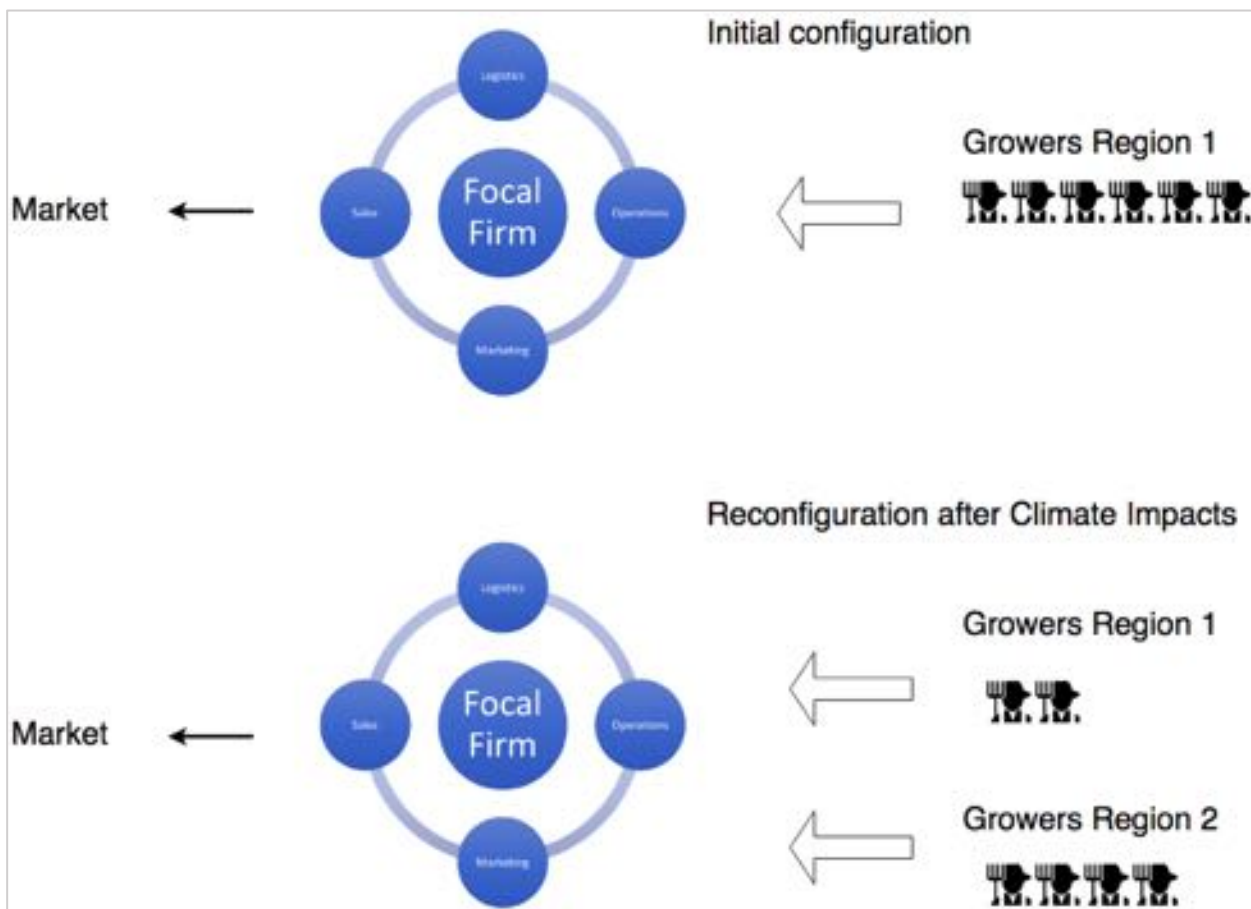 Initial configuration
Logistics
Growers Region 1
Market
Sales
Focal
Firm
Operations
Marketing
Reconfiguration after Climate Impacts
Logistics
Growers Region 1
Market
Sales
Focal
Firm
Operations
Growers Region 2
Marketing